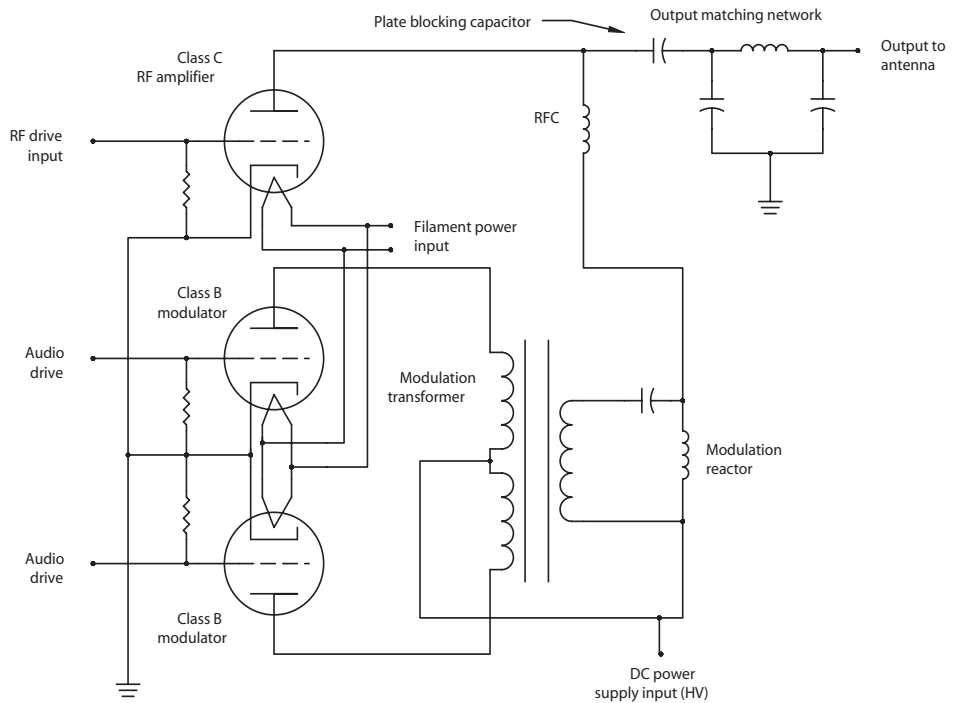 Plate blocking capacitor
Output matching network
Class C
RF amplifier
Output to
antenna
RFC
RF drive
input
Filament power
input
Class B
modulator
Audio
drive
Modulation
transformer
Modulation
reactor
Audio
drive
Class B
modulator
DC power
supply input (HV)